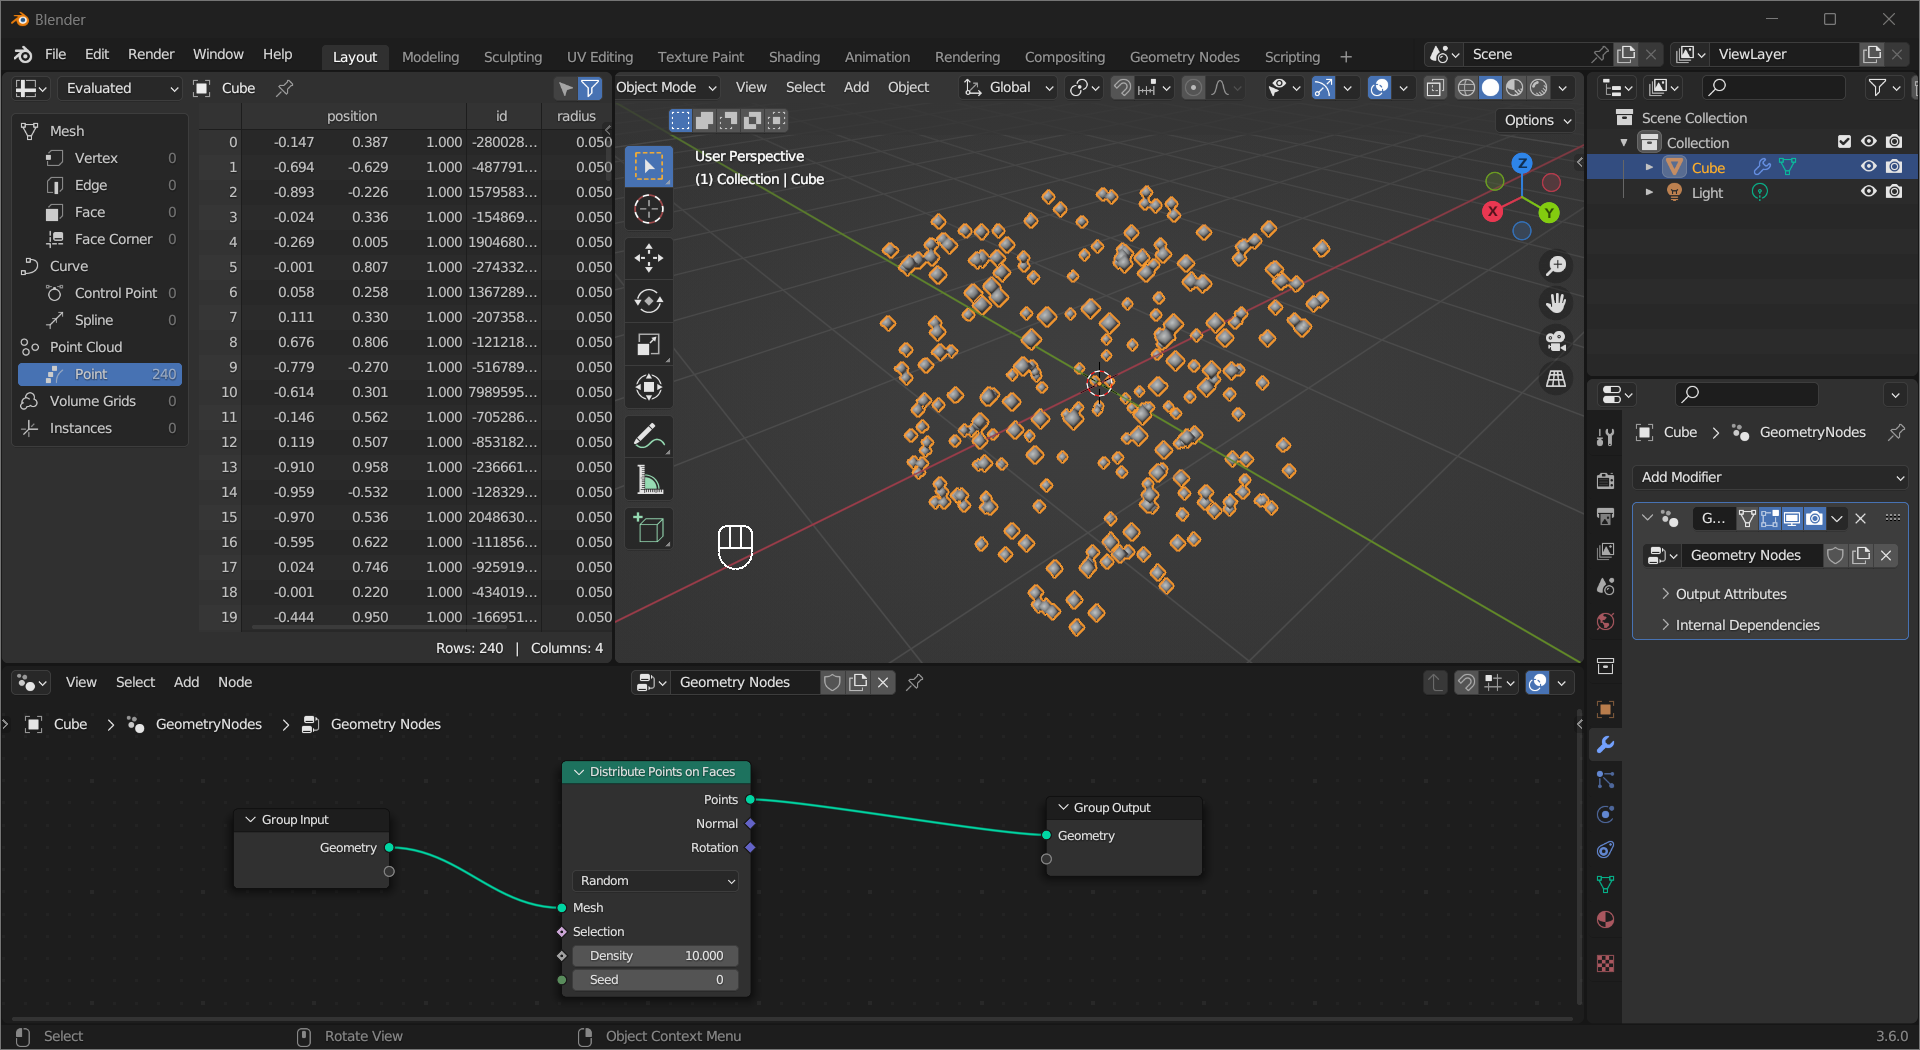 Blender
File Edit Render Window Help Layout Modeling Sculpting UV Editing Texture Paint Shading Animation Rendering Compositing Geometry Nodes Scripting + Scene ViewLayer
Evaluated Cube
position id radius
Mesh
Vertex 0
Edge 0
Face 0
Face Corner 0
Curve
Control Point 0
Spline 0
Point Cloud
Point 240
Volume Grids 0
Instances 0
0 -0.147 0.387 1.000 -280028... 0.050
1 -0.694 -0.629 1.000 -487791... 0.050
2 -0.893 -0.226 1.000 1579583... 0.050
3 -0.024 0.336 1.000 -154869... 0.050
4 -0.269 0.005 1.000 1904680... 0.050
5 -0.001 0.807 1.000 -274332... 0.050
6 0.058 0.258 1.000 1367289... 0.050
7 0.111 0.330 1.000 -207358... 0.050
8 0.676 0.806 1.000 -121218... 0.050
9 -0.779 -0.270 1.000 -516789... 0.050
10 -0.614 0.301 1.000 7989595... 0.050
11 -0.146 0.562 1.000 -705286... 0.050
12 0.119 0.507 1.000 -853182... 0.050
13 -0.910 0.958 1.000 -236661... 0.050
14 -0.959 -0.532 1.000 -128329... 0.050
15 -0.970 0.536 1.000 2048630... 0.050
16 -0.595 0.622 1.000 -111856... 0.050
17 0.024 0.746 1.000 -925919... 0.050
18 -0.001 0.220 1.000 -434019... 0.050
19 -0.444 0.950 1.000 -166951... 0.050
Rows: 240 | Columns: 4
Object Mode View Select Add Object Global
Options
User Perspective
(1) Collection | Cube
Z
X
Y
Scene Collection
Collection
Cube
Light
Cube GeometryNodes
Add Modifier
G...
Geometry Nodes
Output Attributes
Internal Dependencies
View Select Add Node Geometry Nodes
Cube GeometryNodes Geometry Nodes
Group Input
Geometry
Distribute Points on Faces
Points
Normal
Rotation
Random
Mesh
Selection
Density 10.000
Seed 0
Group Output
Geometry
Select Rotate View Object Context Menu 3.6.0